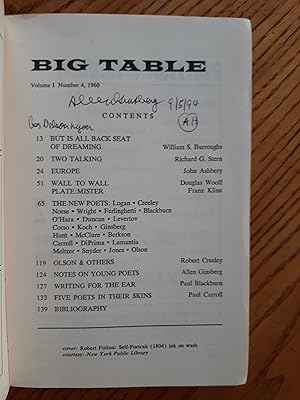 BIG TABLE
Volume I Number 4, 1960
Allen Ginsberg 9/5/94
AH
CONTENTS
13 BUT IS ALL BACK SEAT
OF DREAMING William S. Burroughs
20 TWO TALKING Richard G. Stern
24 EUROPE John Ashbery
51 WALL TO WALL Douglas Woolf
PLATE: MISTER Franz Kline
65 THE NEW POETS: Logan • Creeley
Norse • Wright • Ferlinghetti • Blackburn
O'Hara • Duncan • Levertov
Corso • Koch • Ginsberg
Hunt • McClure • Berkson
Carroll • DiPrima • Lamantia
Meltzer • Snyder • Jones • Olson
119 OLSON & OTHERS Robert Creeley
124 NOTES ON YOUNG POETS Allen Ginsberg
127 WRITING FOR THE EAR Paul Blackburn
133 FIVE POETS IN THEIR SKINS Paul Carroll
139 BIBLIOGRAPHY
cover: Robert Fulton: Self-Portrait (1804) ink on wash
courtesy: New York Public Library